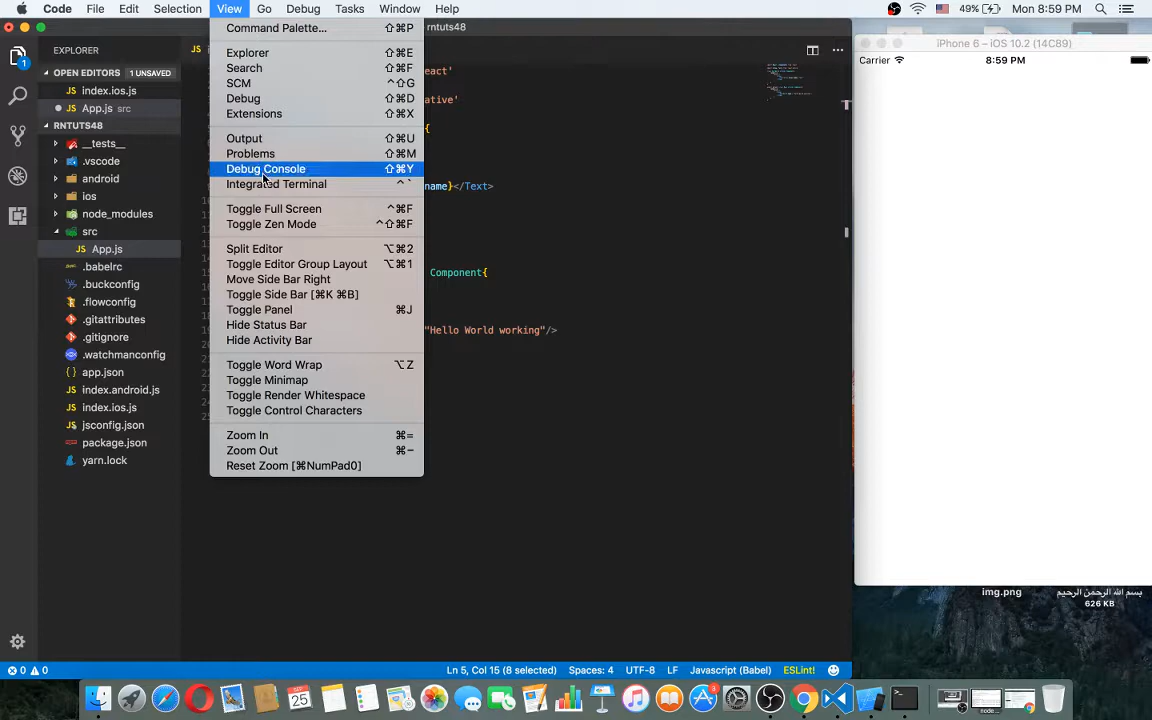 Code File Edit Selection View Go Debug Tasks Window Help 49% Mon 8:59 PM
rntuts48
EXPLORER
OPEN EDITORS 1 UNSAVED
index.ios.js
App.js src
RNTUTS48
__tests__
.vscode
android
ios
node_modules
src
JS App.js
.babelrc
.buckconfig
.flowconfig
.gitattributes
.gitignore
.watchmanconfig
{ } app.json
JS index.android.js
JS index.ios.js
jsconfig.json
package.json
yarn.lock
Command Palette... ⇧⌘P
Explorer ⇧⌘E
Search ⇧⌘F
SCM ^⇧G
Debug ⇧⌘D
Extensions ⇧⌘X
Output ⇧⌘U
Problems ⇧⌘M
Debug Console ⇧⌘Y
Integrated Terminal ^`
Toggle Full Screen ^⌘F
Toggle Zen Mode ^⇧⌘F
Split Editor ⌥⌘2
Toggle Editor Group Layout ⌥⌘1
Move Side Bar Right
Toggle Side Bar [⌘K ⌘B]
Toggle Panel ⌘J
Hide Status Bar
Hide Activity Bar
Toggle Word Wrap ⌥Z
Toggle Minimap
Toggle Render Whitespace
Toggle Control Characters
Zoom In ⌘=
Zoom Out ⌘-
Reset Zoom [⌘NumPad0]
eact'
ative'
{
name}</Text>
Component{
"Hello World working"/>
iPhone 6 – iOS 10.2 (14C89)
Carrier 8:59 PM
img.png
بسم الله الرحمن الرحيم
626 KB
0 0 Ln 5, Col 15 (8 selected) Spaces: 4 UTF-8 LF Javascript (Babel) ESLint!